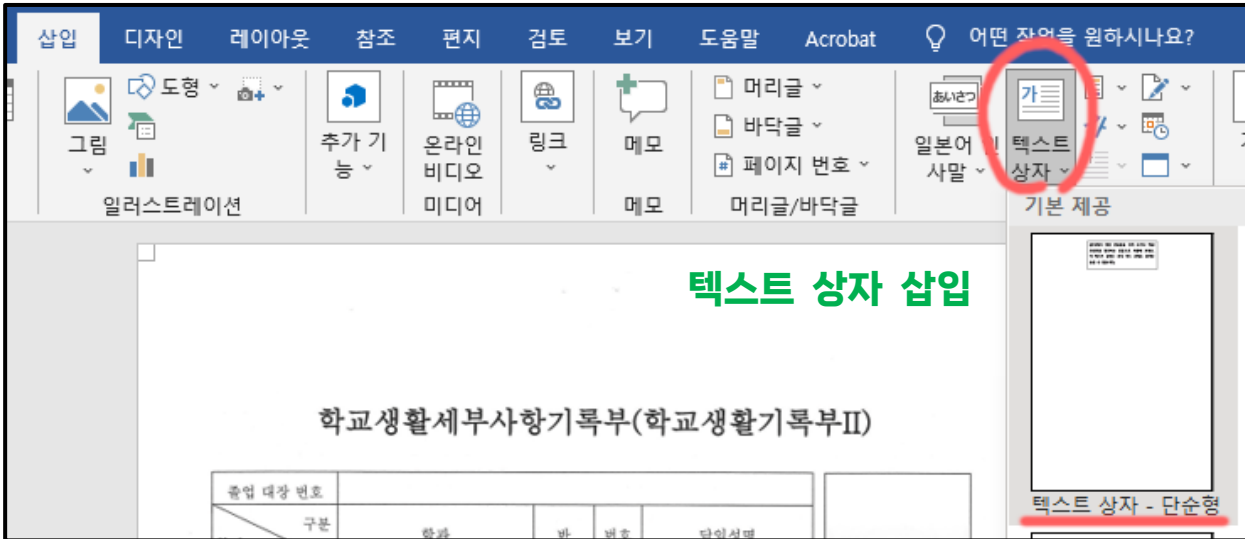 삽입 디자인 레이아웃 참조 편지 검토 보기 도움말 Acrobat 어떤 작업을 원하시나요?
도형
그림
추가 기능
온라인 비디오
링크
메모
머리글
바닥글
페이지 번호
あいさつ
일본어 인사말
가
텍스트 상자
일러스트레이션 미디어 메모 머리글/바닥글
기본 제공
텍스트 상자 삽입
학교생활세부사항기록부(학교생활기록부II)
졸업 대장 번호
구분
학과 반 번호 담임성명
텍스트 상자 - 단순형